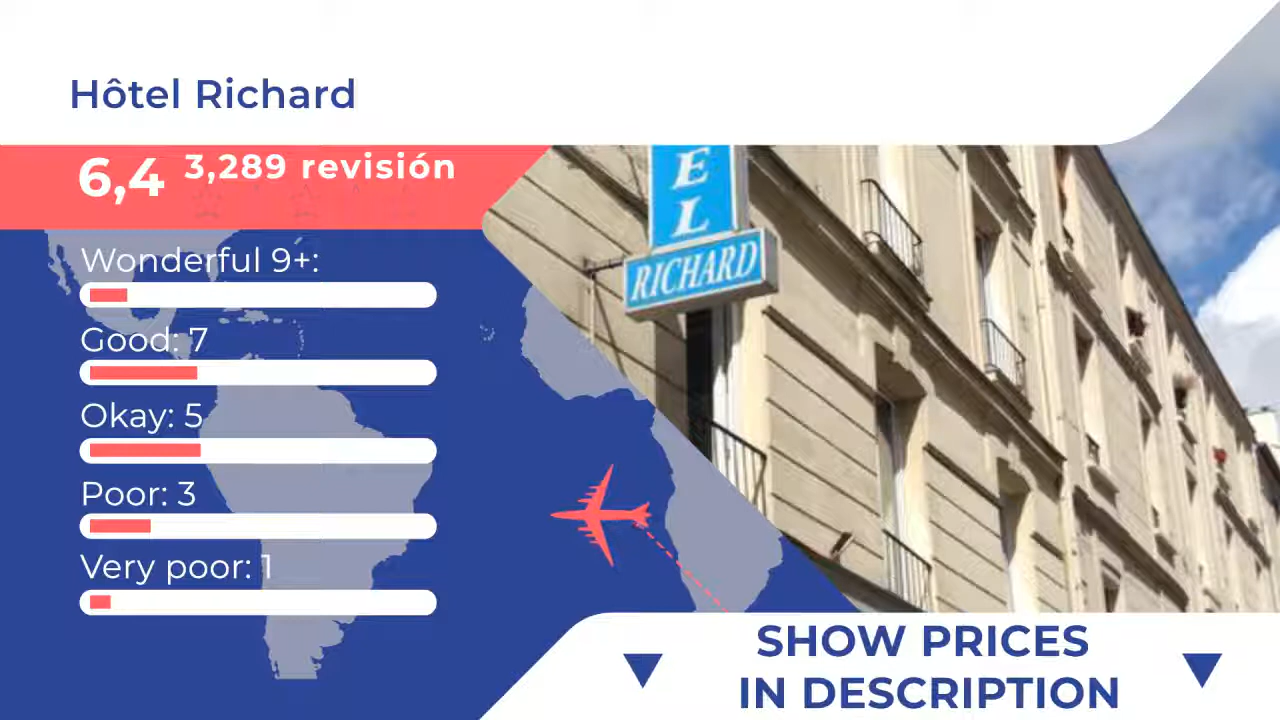 Hôtel Richard
6,4 3,289 revisión
Wonderful 9+:
Good: 7
Okay: 5
Poor: 3
Very poor: 1
E
L
RICHARD
SHOW PRICES
IN DESCRIPTION